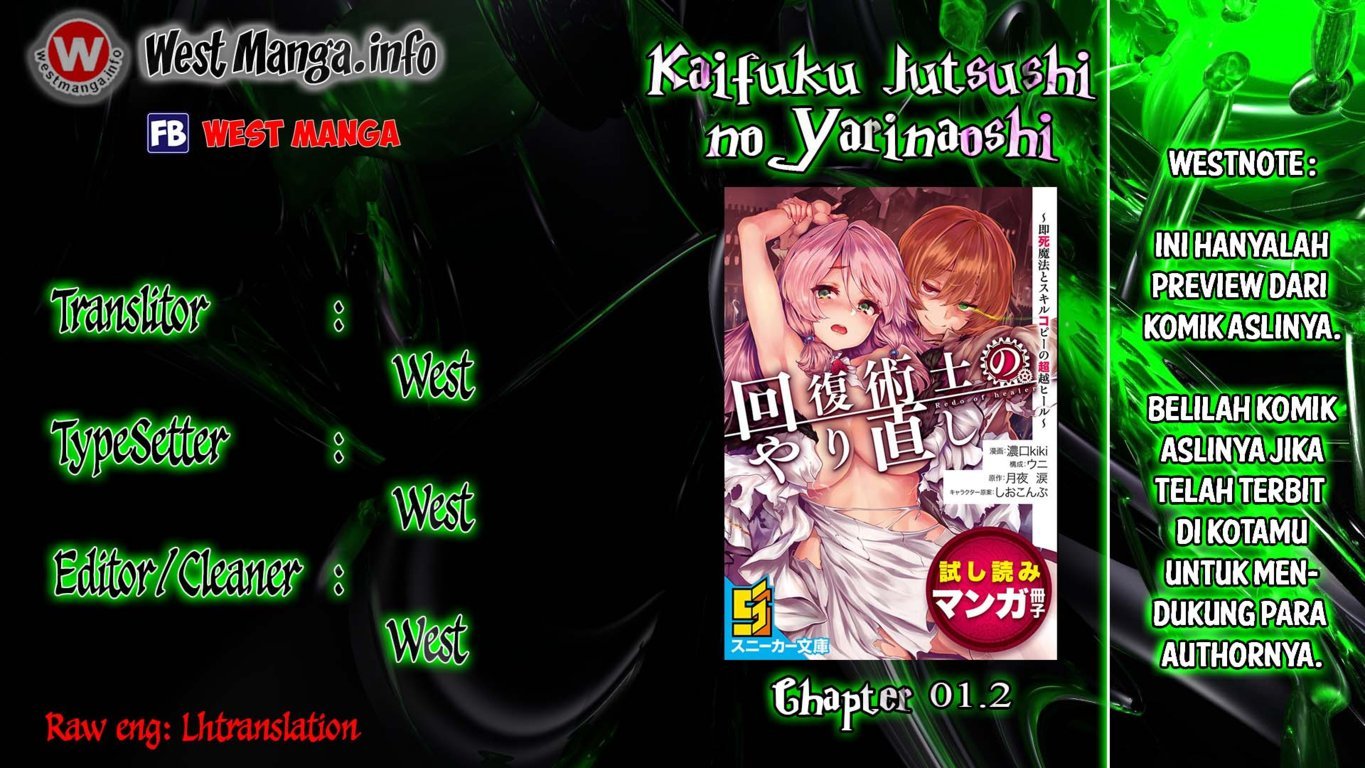 W
westmanga.info
West Manga.info
FB WEST MANGA
Translitor :
West
TypeSetter :
West
Editor/Cleaner :
West
Raw eng: Lhtranslation
Kaifuku Jutsushi
no Yarinaoshi
~即死魔法とスキルコピーの超越ヒール~
回復術士の
Redo of healer
やり直し
漫画:濃口kiki
構成:ウニ
原作:月夜 涙
キャラクター原案:しおこんぶ
試し読み
マンガ冊子
スニーカー文庫
Chapter 01.2
WESTNOTE :
INI HANYALAH
PREVIEW DARI
KOMIK ASLINYA.
BELILAH KOMIK
ASLINYA JIKA
TELAH TERBIT
DI KOTAMU
UNTUK MEN-
DUKUNG PARA
AUTHORNYA.